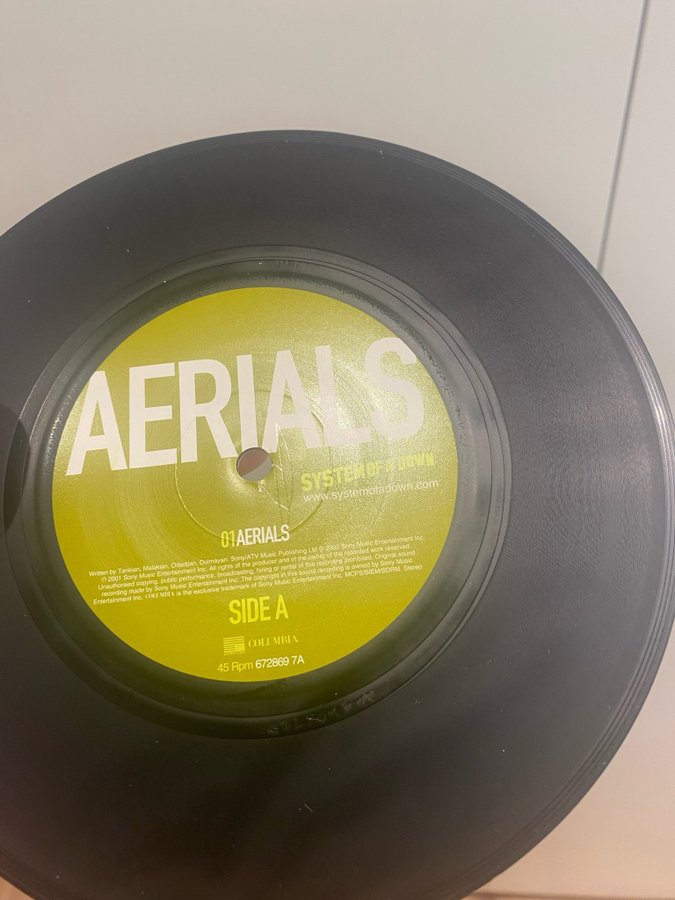 AERIALS
SYSTEM OF A DOWN
www.systemofadown.com
01AERIALS
Written by Tankian, Malakian, Odadjian, Dolmayan. Sony/ATV Music Publishing Ltd © 2002 Sony Music Entertainment Inc.
℗ 2001 Sony Music Entertainment Inc. All rights of the producer and of the owner of the recorded work reserved.
Unauthorised copying, public performance, broadcasting, hiring or rental of this recording prohibited. Original sound
recording made by Sony Music Entertainment Inc. The copyright in this sound recording is owned by Sony Music
Entertainment Inc. COLUMBIA is the exclusive trademark of Sony Music Entertainment Inc. MCPS/BIEM/SDRM. Stereo
SIDE A
COLUMBIA
45 Rpm 672869 7A